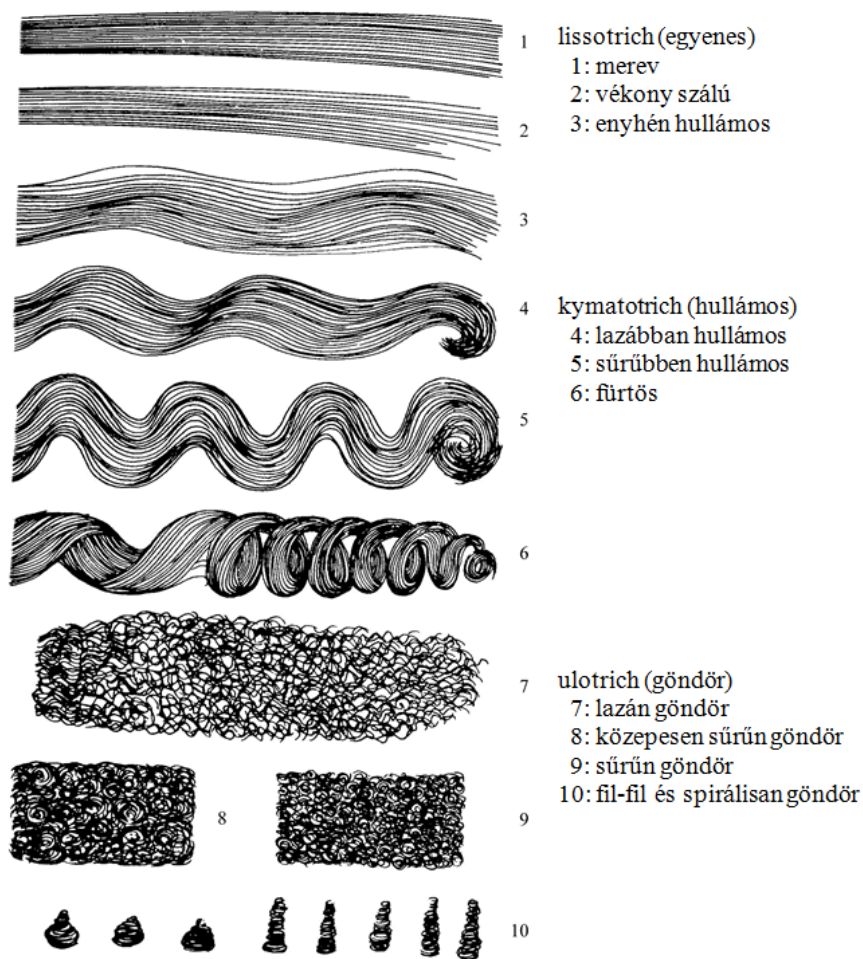 1
2
3
4
5
6
7
8
9
10
lissotrich (egyenes)
1: merev
2: vékony szálú
3: enyhén hullámos
kymatotrich (hullámos)
4: lazábban hullámos
5: sűrűbben hullámos
6: fürtös
ulotrich (göndör)
7: lazán göndör
8: közepesen sűrűn göndör
9: sűrűn göndör
10: fil-fil és spirálisan göndör